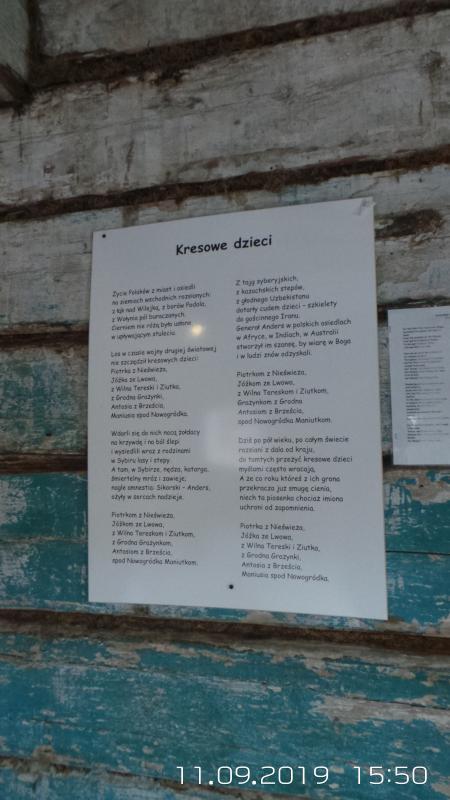 Kresowe dzieci
Życie Polaków z miast i osiedli
na ziemiach wschodnich rozsianych:
z łąk nad Wilejką, z borów Podola,
z Wołynia pól buraczanych.
Cierniem nie różą było usłane
w upływającym stuleciu.
Los w czasie wojny drugiej światowej
nie szczędził kresowych dzieci:
Piotrka z Nieświeża,
Józka ze Lwowa,
z Wilna Tereski i Ziutka,
z Grodna Grażynki,
Antosia z Brześcia,
Maniusia spod Nowogródka.
Wdarli się do nich nocą żołdacy
na krzywdę i na ból ślepi
i wysiedlili wraz z rodzinami
w Sybiru lasy i stepy.
A tam, w Sybirze, nędza, katorga,
śmiertelny mróz i zawieje;
nagle amnestia: Sikorski - Anders,
ożyły w sercach nadzieje.
Piotrkom z Nieświeża,
Józkom ze Lwowa,
z Wilna Tereskom i Ziutkom,
z Grodna Grażynkom,
Antosiom z Brześcia,
spod Nowogródka Maniutkom.
Z tajg syberyjskich,
z kazachskich stepów,
z głodnego Uzbekistanu
dotarły cudem dzieci - szkielety
do gościnnego Iranu.
Generał Anders w polskich osiedlach
w Afryce, w Indiach, w Australii
stworzył im szansę, by wiarę w Boga
i w ludzi znów odzyskali.
Piotrkom z Nieświeża,
Józkom ze Lwowa,
z Wilna Tereskom i Ziutkom,
Grażynkom z Grodna
Antosiom z Brześcia,
spod Nowogródka Maniutkom.
Dziś po pół wieku, po całym świecie
rozsiani z dala od kraju,
do tamtych przeżyć kresowe dzieci
myślami często wracają,
A że co roku któreś z ich grona
przekracza już smugę cienia,
niech ta piosenka chociaż imiona
uchroni od zapomnienia.
Piotrka z Nieświeża,
Józka ze Lwowa,
z Wilna Tereski i Ziutka,
z Grodna Grażynki,
Antosia z Brześcia,
Maniusia spod Nowogródka.
11.09.2019 15:50